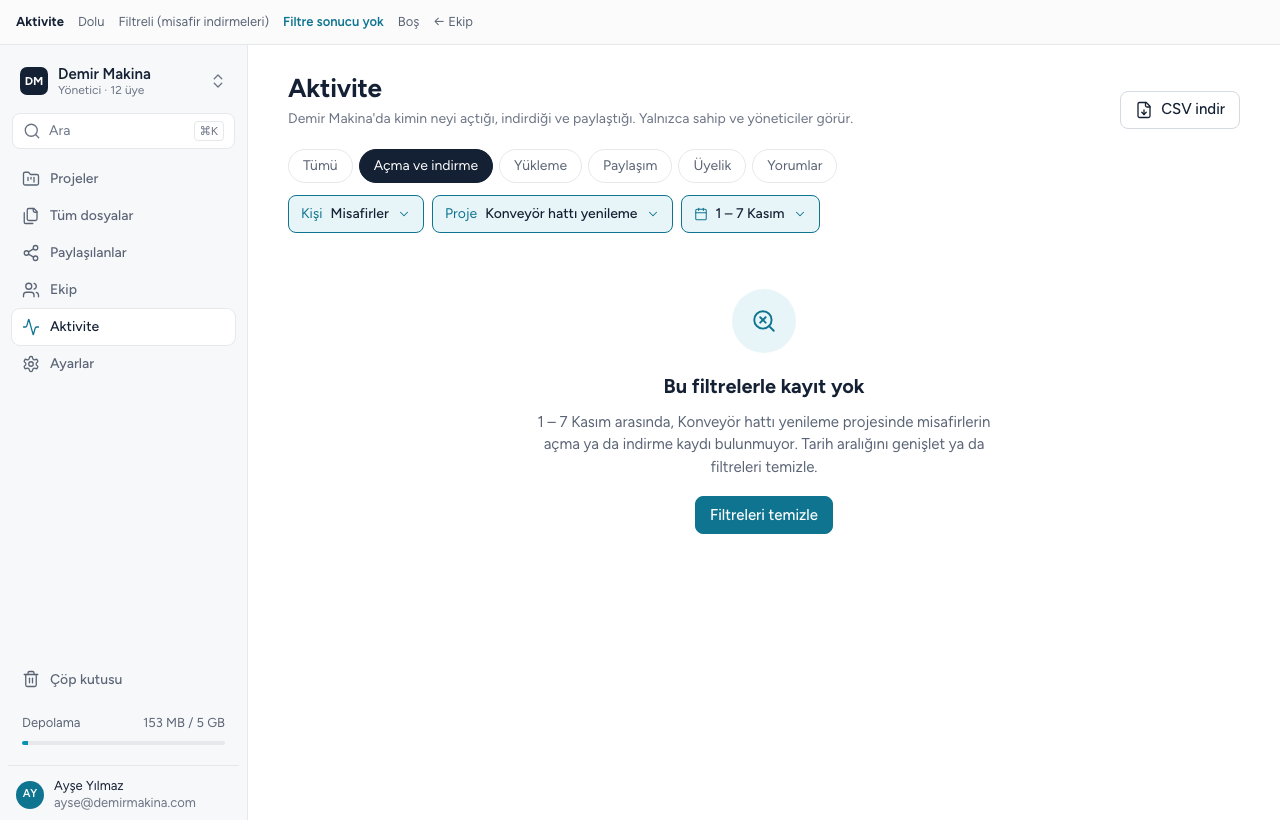 Aktivite Dolu Filtreli (misafir indirmeleri) Filtre sonucu yok Boş ← Ekip
DM Demir Makina
Yönetici · 12 üye
Ara ⌘K
Projeler
Tüm dosyalar
Paylaşılanlar
Ekip
Aktivite
Ayarlar
Çöp kutusu
Depolama 153 MB / 5 GB
AY Ayşe Yılmaz
ayse@demirmakina.com
Aktivite
Demir Makina'da kimin neyi açtığı, indirdiği ve paylaştığı. Yalnızca sahip ve yöneticiler görür.
CSV indir
Tümü Açma ve indirme Yükleme Paylaşım Üyelik Yorumlar
Kişi Misafirler Proje Konveyör hattı yenileme 1 – 7 Kasım
Bu filtrelerle kayıt yok
1 – 7 Kasım arasında, Konveyör hattı yenileme projesinde misafirlerin
açma ya da indirme kaydı bulunmuyor. Tarih aralığını genişlet ya da
filtreleri temizle.
Filtreleri temizle